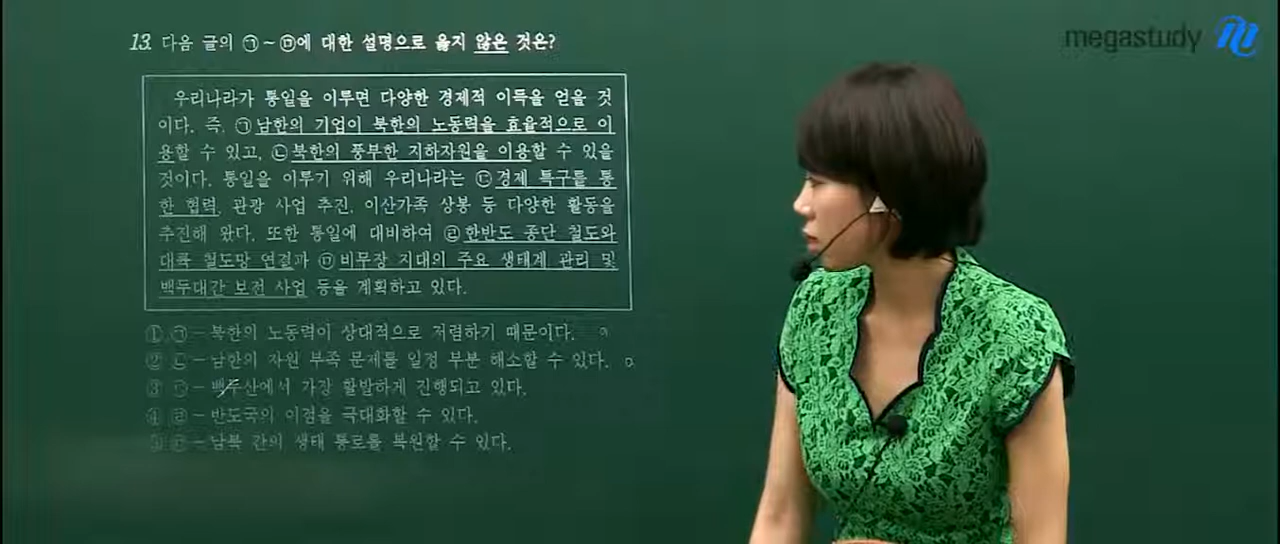 13. 다음 글의 ㉠~㉤에 대한 설명으로 옳지 않은 것은?
megastudy
우리나라가 통일을 이루면 다양한 경제적 이득을 얻을 것
이다. 즉, ㉠남한의 기업이 북한의 노동력을 효율적으로 이
용할 수 있고, ㉡북한의 풍부한 지하자원을 이용할 수 있을
것이다. 통일을 이루기 위해 우리나라는 ㉢경제 특구를 통
한 협력, 관광 사업 추진, 이산가족 상봉 등 다양한 활동을
추진해 왔다. 또한 통일에 대비하여 ㉣한반도 종단 철도와
대륙 철도망 연결과 ㉤비무장 지대의 주요 생태계 관리 및
백두대간 보전 사업 등을 계획하고 있다.
① ㉠-북한의 노동력이 상대적으로 저렴하기 때문이다.
② ㉡-남한의 자원 부족 문제를 일정 부분 해소할 수 있다.
③ ㉢-백두산에서 가장 활발하게 진행되고 있다.
④ ㉣-반도국의 이점을 극대화할 수 있다.
⑤ ㉤-남북 간의 생태 통로를 복원할 수 있다.